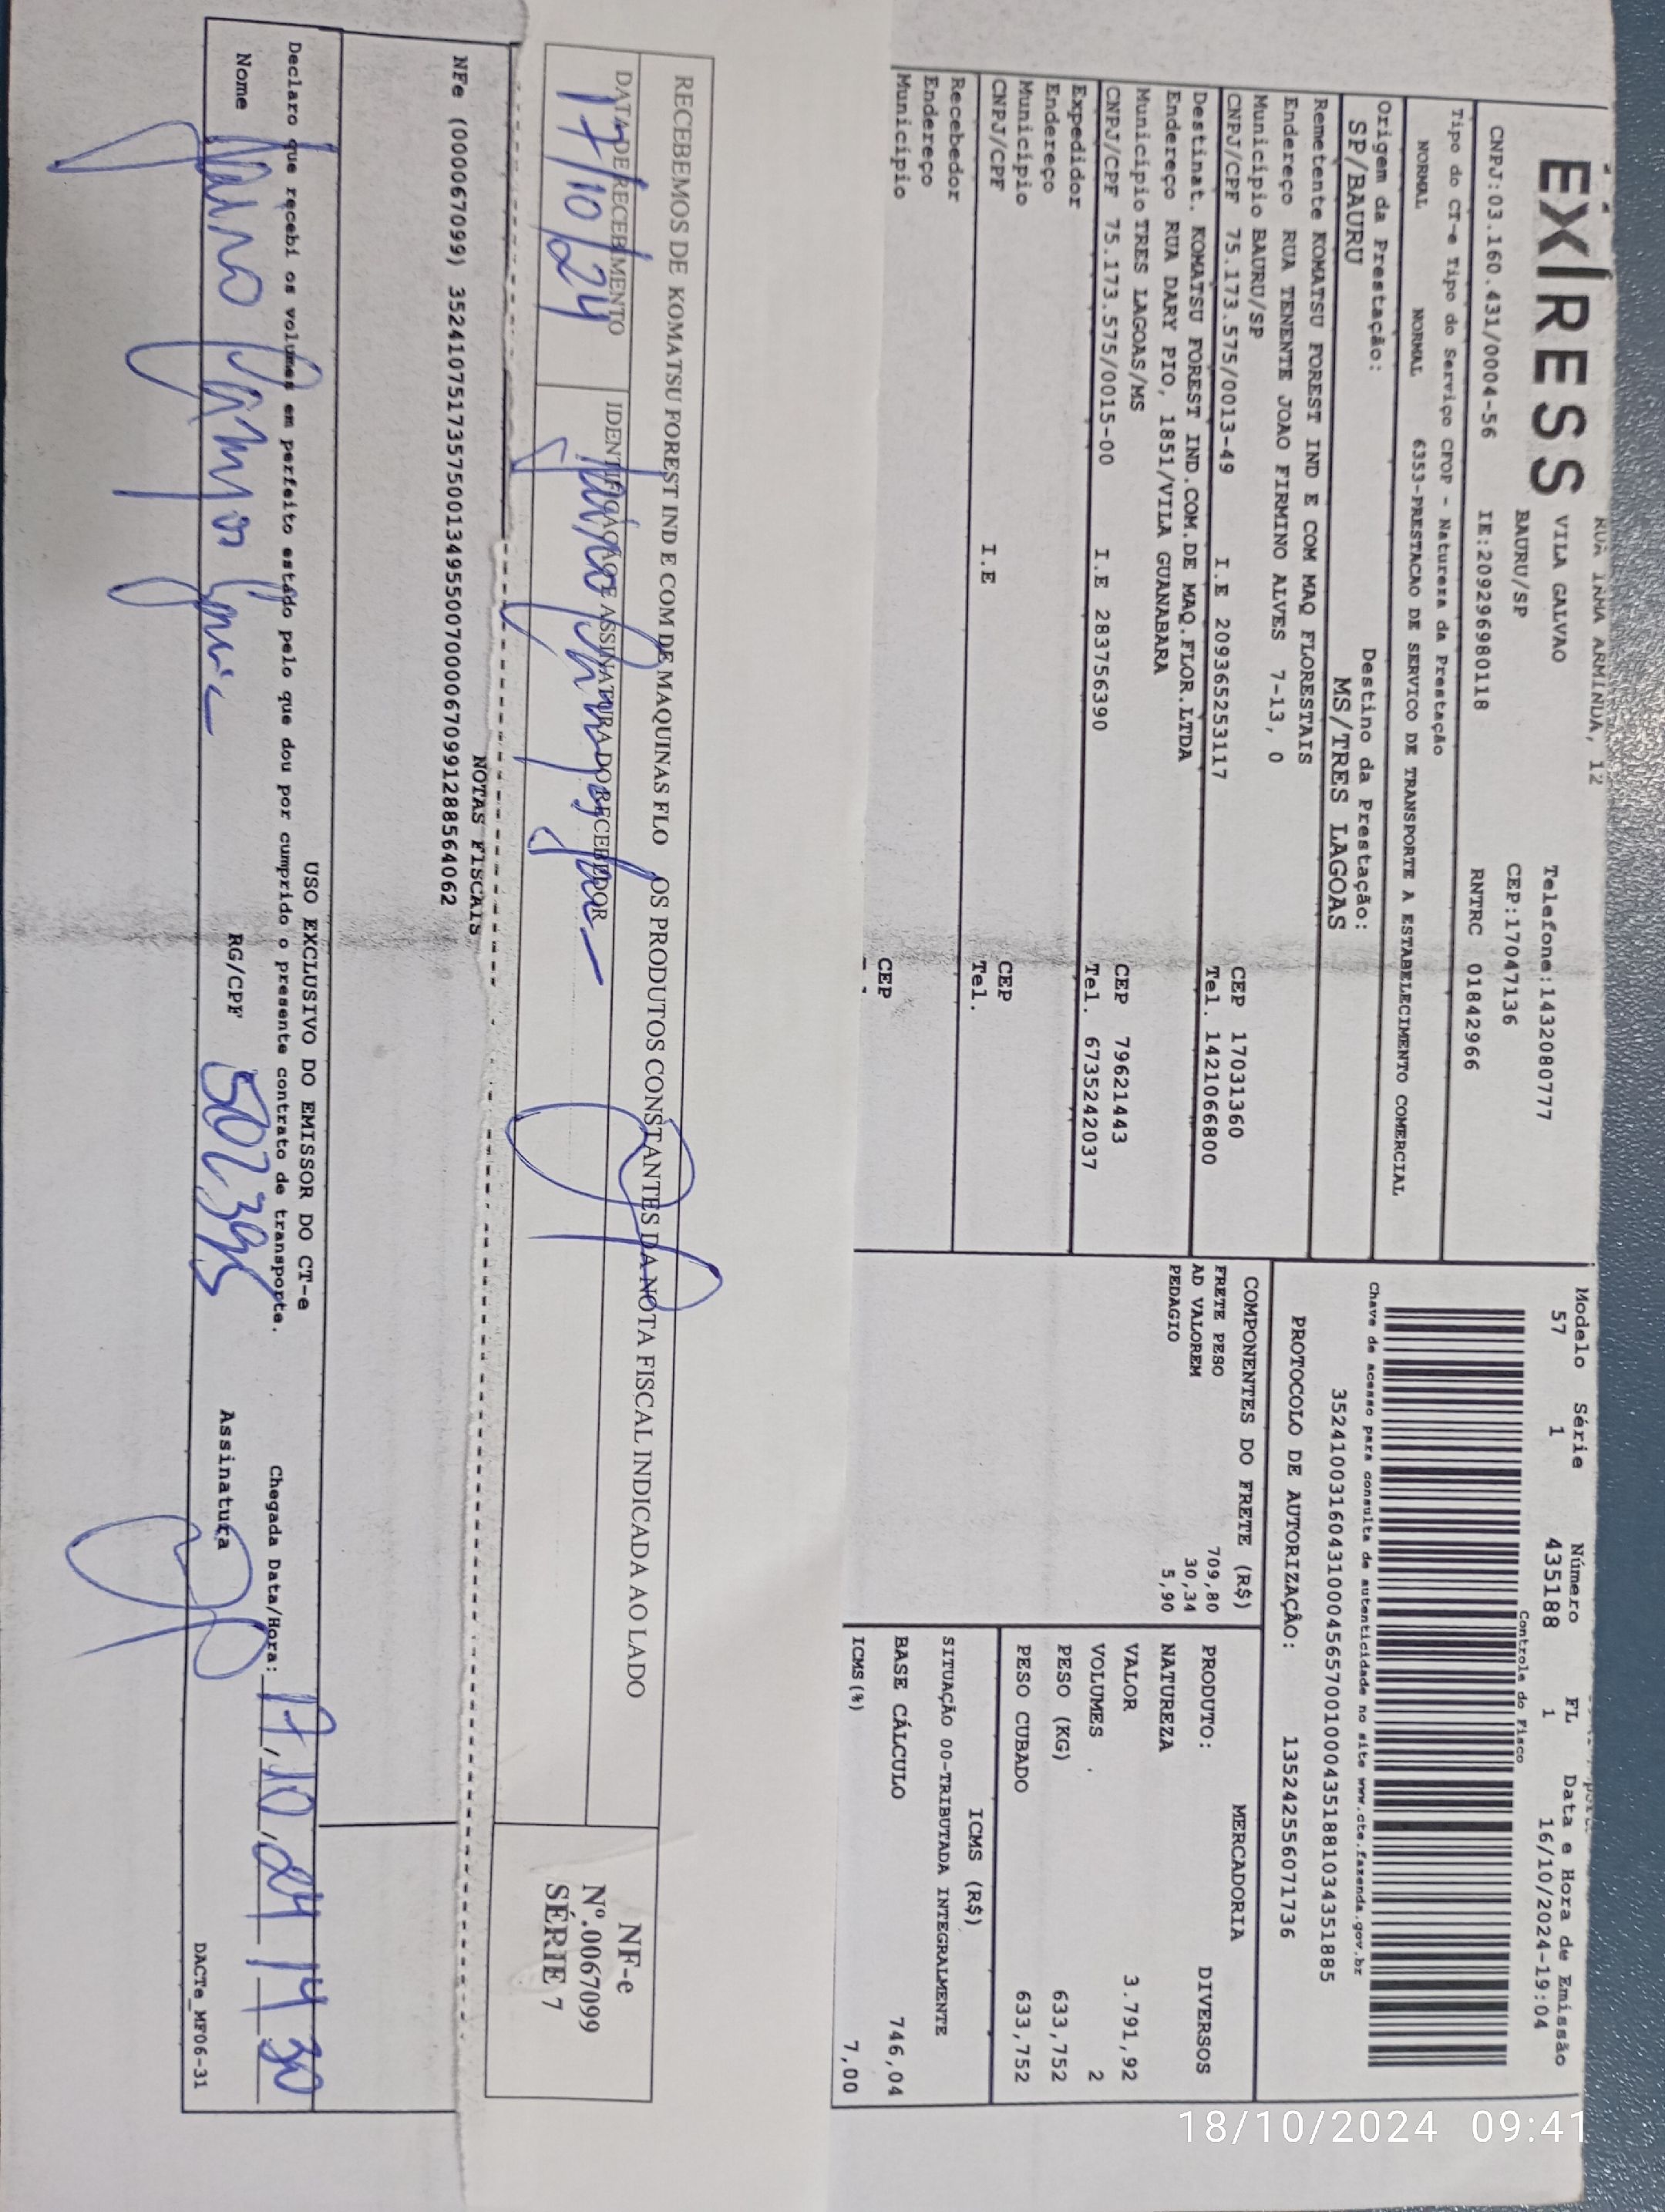 EXPRESS
RUA IRMA ARMINDA, 12
VILA GALVAO
Telefone:1432080777
BAURU/SP
CEP:17047136
CNPJ:03.160.431/0004-56 IE:209296980118 RNTRC 01842966
Modelo Série Número FL Data e Hora de Emissão
57 1 435188 1 16/10/2024-19:04
Controle do Fisco
Chave de acesso para consulta de autenticidade no site www.cte.fazenda.gov.br
35241003160431000456570010004351881034351885
PROTOCOLO DE AUTORIZAÇÃO: 135242556071736
Tipo do CT-e Tipo do Serviço CFOP - Natureza da Prestação
NORMAL NORMAL 6353-PRESTACAO DE SERVICO DE TRANSPORTE A ESTABELECIMENTO COMERCIAL
Origem da Prestação: Destino da Prestação:
SP/BAURU MS/TRES LAGOAS
Remetente KOMATSU FOREST IND E COM MAQ FLORESTAIS
Endereço RUA TENENTE JOAO FIRMINO ALVES 7-13, 0
Municipio BAURU/SP CEP 17031360
CNPJ/CPF 75.173.575/0013-49 I.E 209365253117 Tel. 1421066800
Destinat. KOMATSU FOREST IND.COM.DE MAQ.FLOR.LTDA
Endereço RUA DARY PIO, 1851/VILA GUANABARA
Municipio TRES LAGOAS/MS CEP 79621443
CNPJ/CPF 75.173.575/0015-00 I.E 283756390 Tel. 6735242037
Expedidor
Endereço
Municipio CEP
CNPJ/CPF I.E Tel.
Recebedor
Endereço
Municipio CEP
COMPONENTES DO FRETE (R$)
FRETE PESO 709,80
AD VALOREM 30,34
PEDAGIO 5,90
MERCADORIA
PRODUTO: DIVERSOS
NATUREZA
VALOR 3.791,92
VOLUMES 2
PESO (KG) 633,752
PESO CUBADO 633,752
ICMS (R$)
SITUAÇÃO 00-TRIBUTADA INTEGRALMENTE
BASE CÁLCULO 746,04
ICMS(%) 7,00
RECEBEMOS DE KOMATSU FOREST IND E COM DE MAQUINAS FLO OS PRODUTOS CONSTANTES DA NOTA FISCAL INDICADA AO LADO
DATA DE RECEBIMENTO IDENTIFICAÇÃO E ASSINATURA DO RECEBEDOR
17/10/24
NF-e
Nº.0067099
SÉRIE 7
NOTAS FISCAIS
NFe (000067099) 35241075173575001349550070000670991288564062
USO EXCLUSIVO DO EMISSOR DO CT-e
Declaro que recebi os volumes em perfeito estado pelo que dou por cumprido o presente contrato de transporte.
Chegada Data/Hora: 17,10,24 14 30
Nome RG/CPF Assinatura
DACTe_MF06-31
18/10/2024 09:41